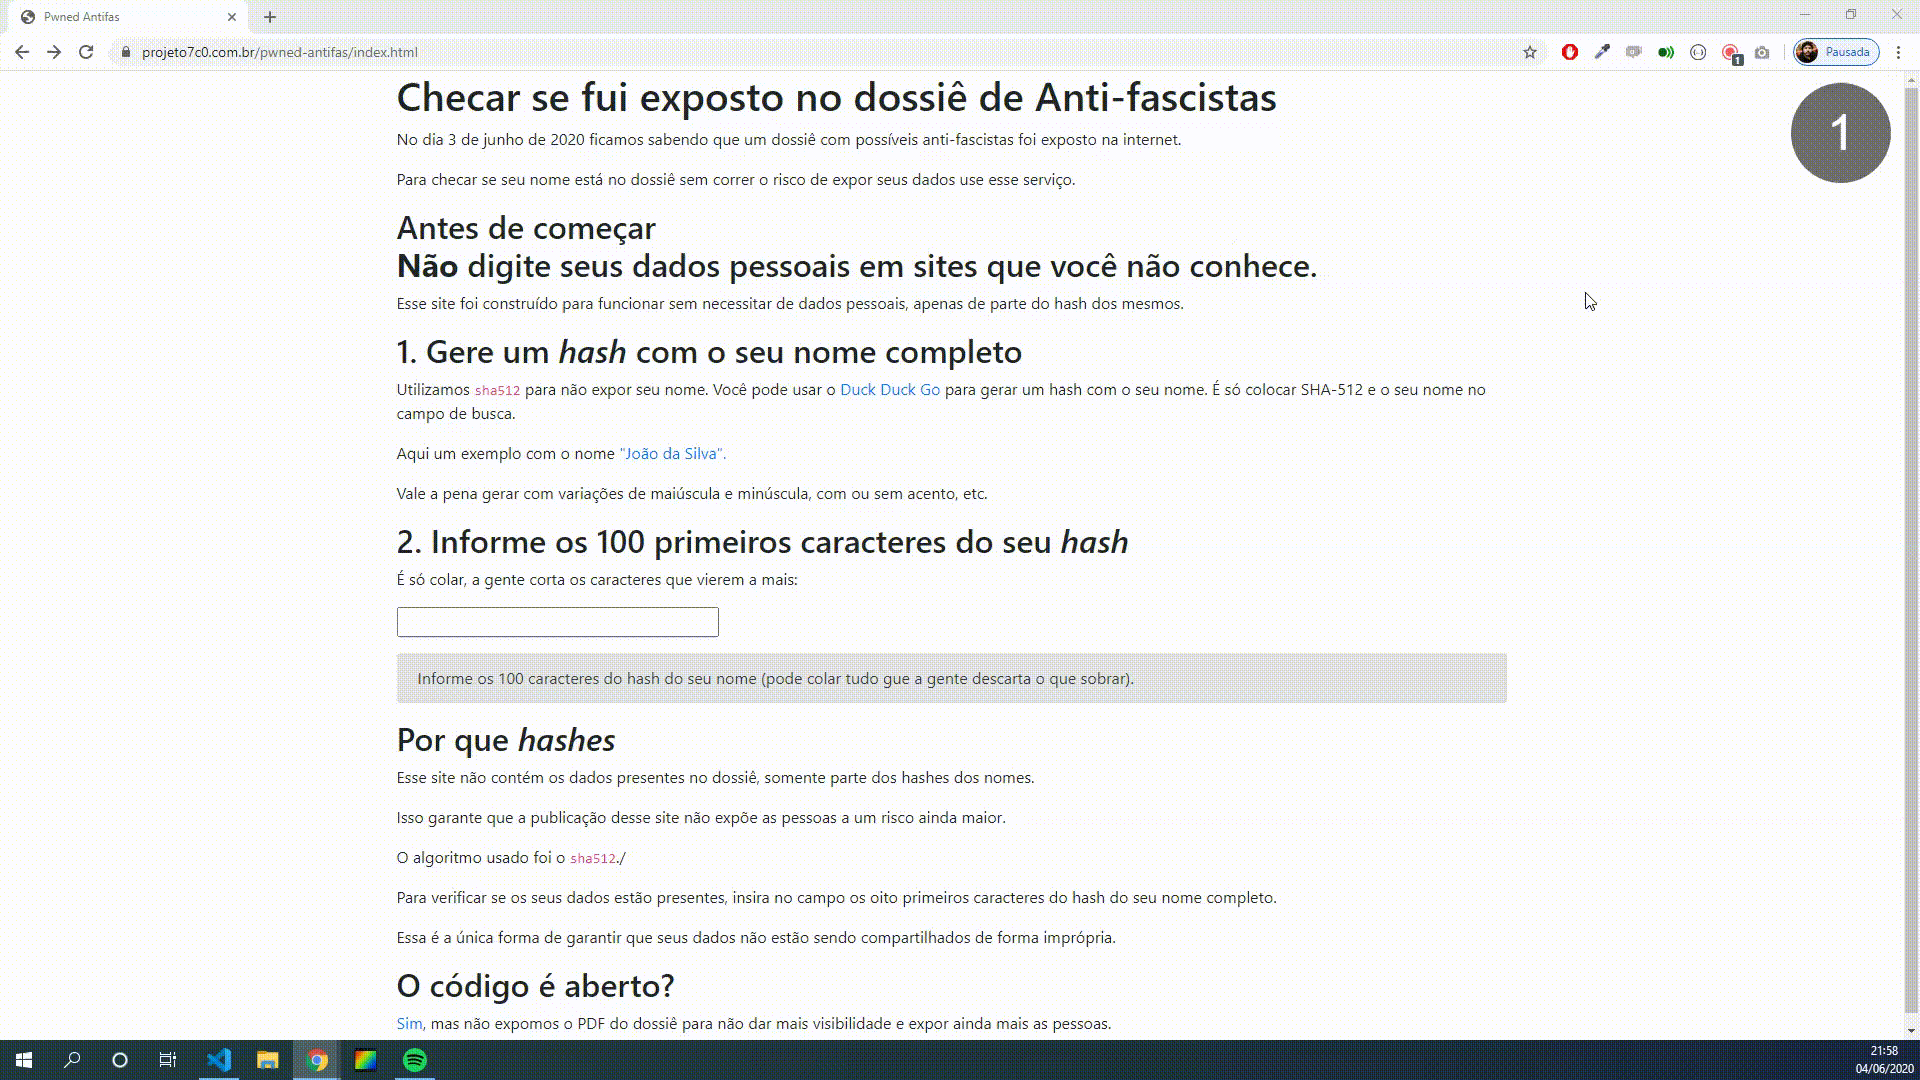 Pwned Antifas
projeto7c0.com.br/pwned-antifas/index.html
1
Pausada
Checar se fui exposto no dossiê de Anti-fascistas
1
No dia 3 de junho de 2020 ficamos sabendo que um dossiê com possíveis anti-fascistas foi exposto na internet.
Para checar se seu nome está no dossiê sem correr o risco de expor seus dados use esse serviço.
Antes de começar
Não digite seus dados pessoais em sites que você não conhece.
Esse site foi construído para funcionar sem necessitar de dados pessoais, apenas de parte do hash dos mesmos.
1. Gere um hash com o seu nome completo
Utilizamos sha512 para não expor seu nome. Você pode usar o Duck Duck Go para gerar um hash com o seu nome. É só colocar SHA-512 e o seu nome no
campo de busca.
Aqui um exemplo com o nome "João da Silva".
Vale a pena gerar com variações de maiúscula e minúscula, com ou sem acento, etc.
2. Informe os 100 primeiros caracteres do seu hash
É só colar, a gente corta os caracteres que vierem a mais:
Informe os 100 caracteres do hash do seu nome (pode colar tudo gue a gente descarta o que sobrar).
Por que hashes
Esse site não contém os dados presentes no dossiê, somente parte dos hashes dos nomes.
Isso garante que a publicação desse site não expõe as pessoas a um risco ainda maior.
O algoritmo usado foi o sha512./
Para verificar se os seus dados estão presentes, insira no campo os oito primeiros caracteres do hash do seu nome completo.
Essa é a única forma de garantir que seus dados não estão sendo compartilhados de forma imprópria.
O código é aberto?
Sim, mas não expomos o PDF do dossiê para não dar mais visibilidade e expor ainda mais as pessoas.
21:58
04/06/2020